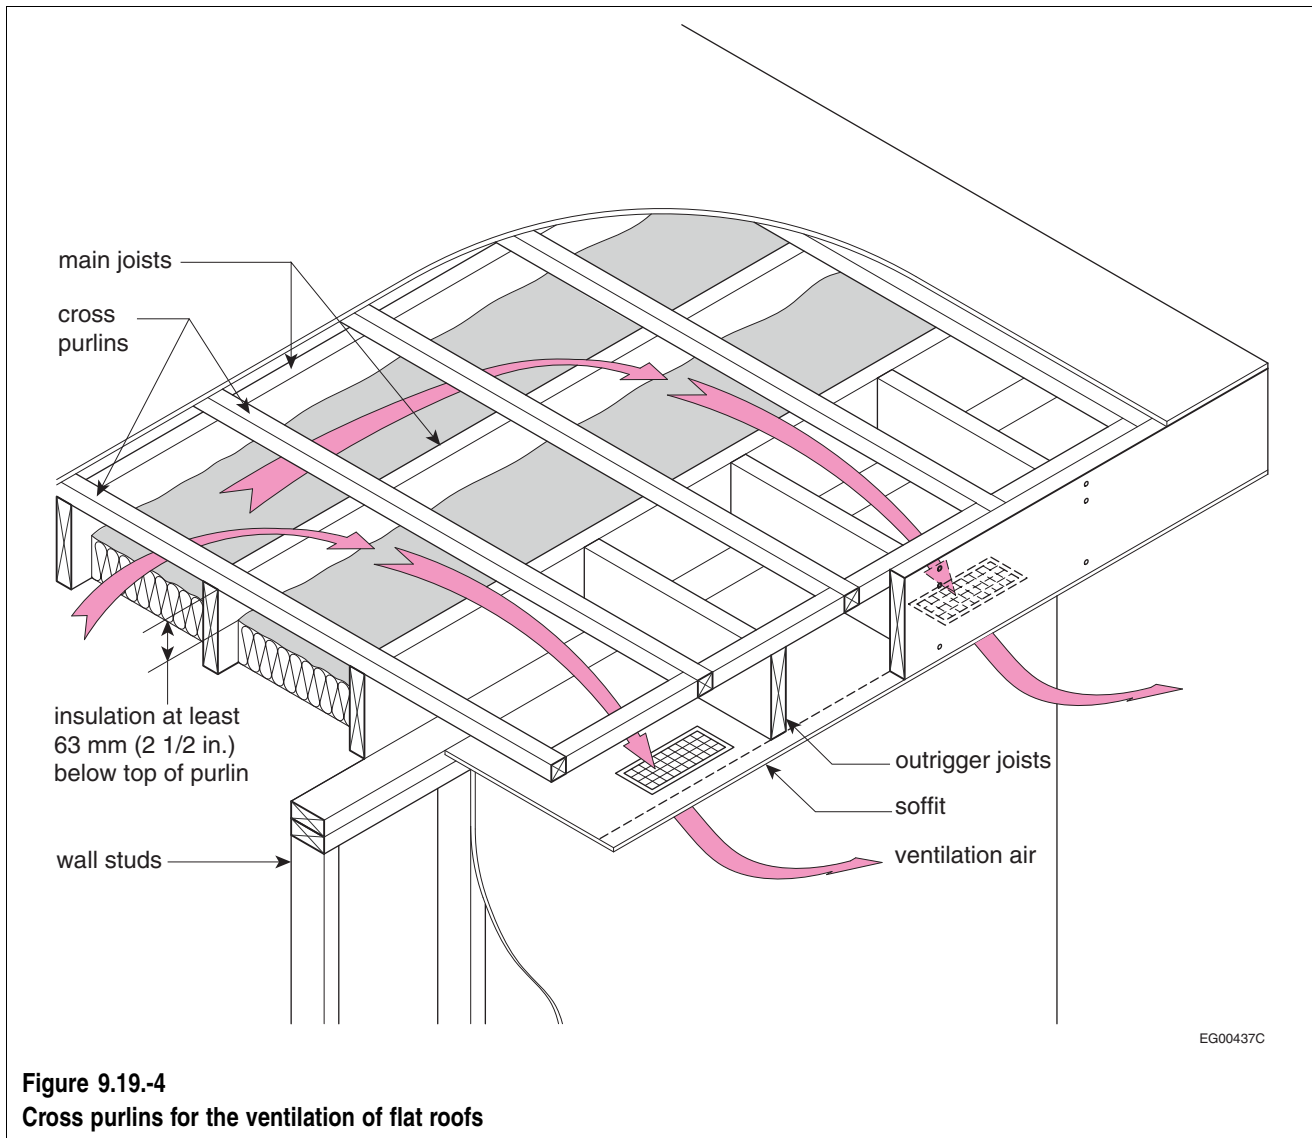 main joists
cross
purlins
insulation at least
63 mm (2 1/2 in.)
below top of purlin
wall studs
outrigger joists
soffit
ventilation air
EG00437C
Figure 9.19.-4
Cross purlins for the ventilation of flat roofs